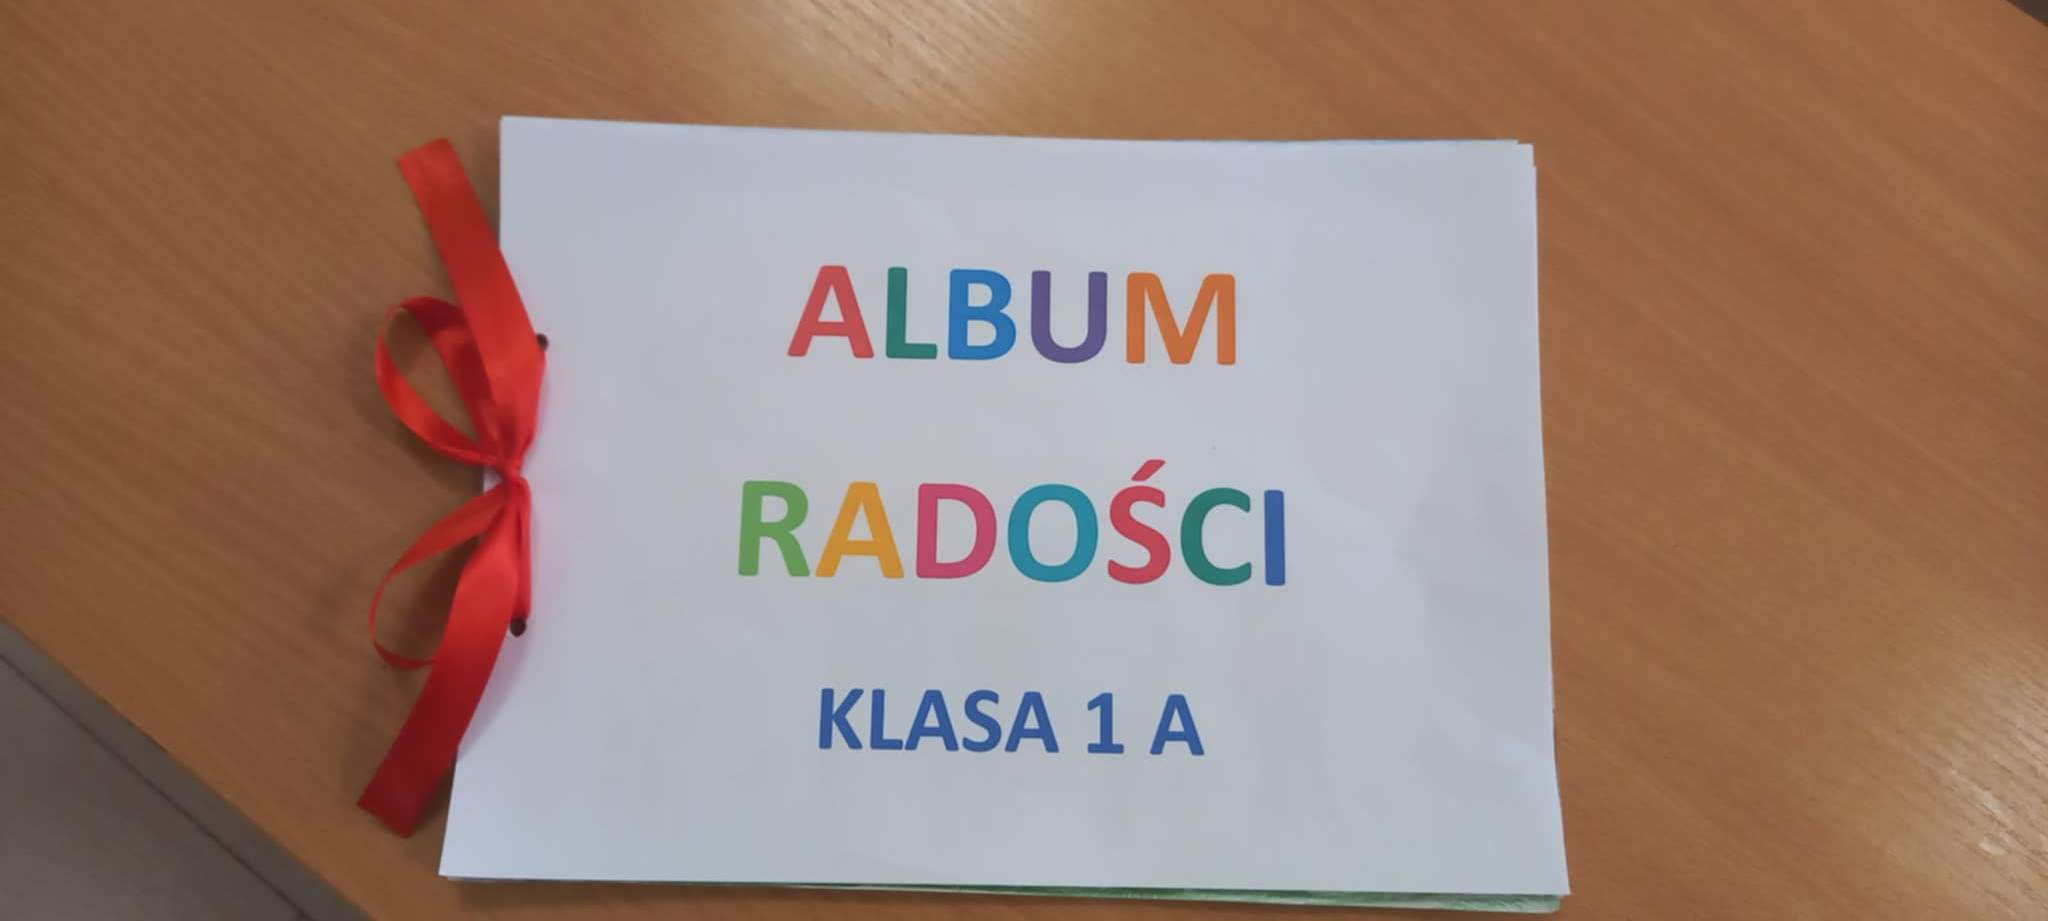 ALBUM
RADOŚCI
KLASA 1 A